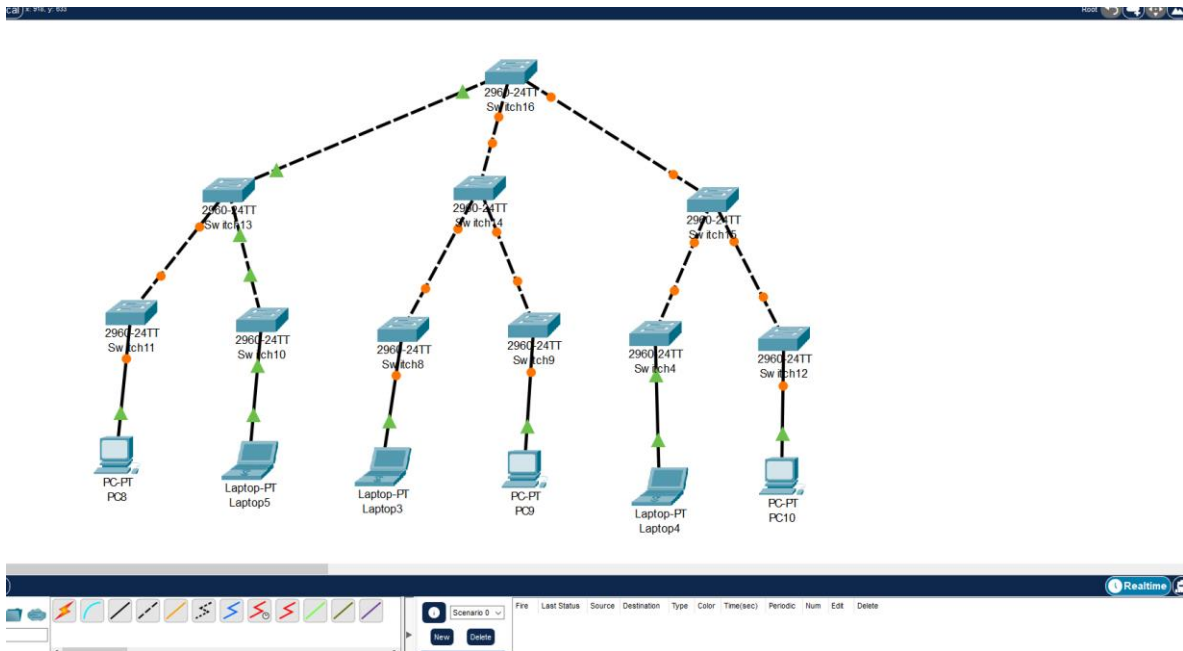 cal x: 918, y: 633
Root
2960-24TT
Switch16
2960-24TT
Switch13
2960-24TT
Switch14
2960-24TT
Switch15
2960-24TT
Switch11
2960-24TT
Switch10
2960-24TT
Switch8
2960-24TT
Switch9
2960-24TT
Switch4
2960-24TT
Switch12
PC-PT
PC8
Laptop-PT
Laptop5
Laptop-PT
Laptop3
PC-PT
PC9
Laptop-PT
Laptop4
PC-PT
PC10
Realtime
Scenario 0
Fire Last Status Source Destination Type Color Time(sec) Periodic Num Edit Delete
New Delete